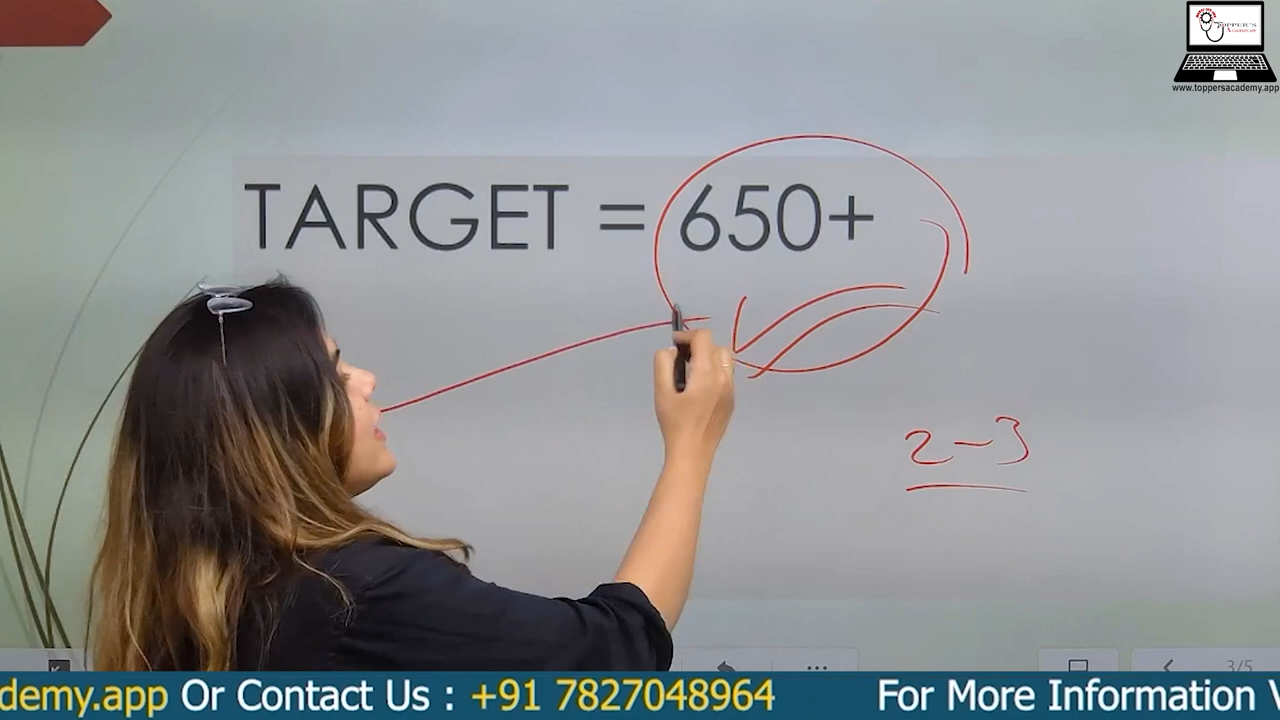 TOPPER'S
www.toppersacademy.app
TARGET = 650+
2-3
3/5
demy.app Or Contact Us : +91 7827048964 For More Information V